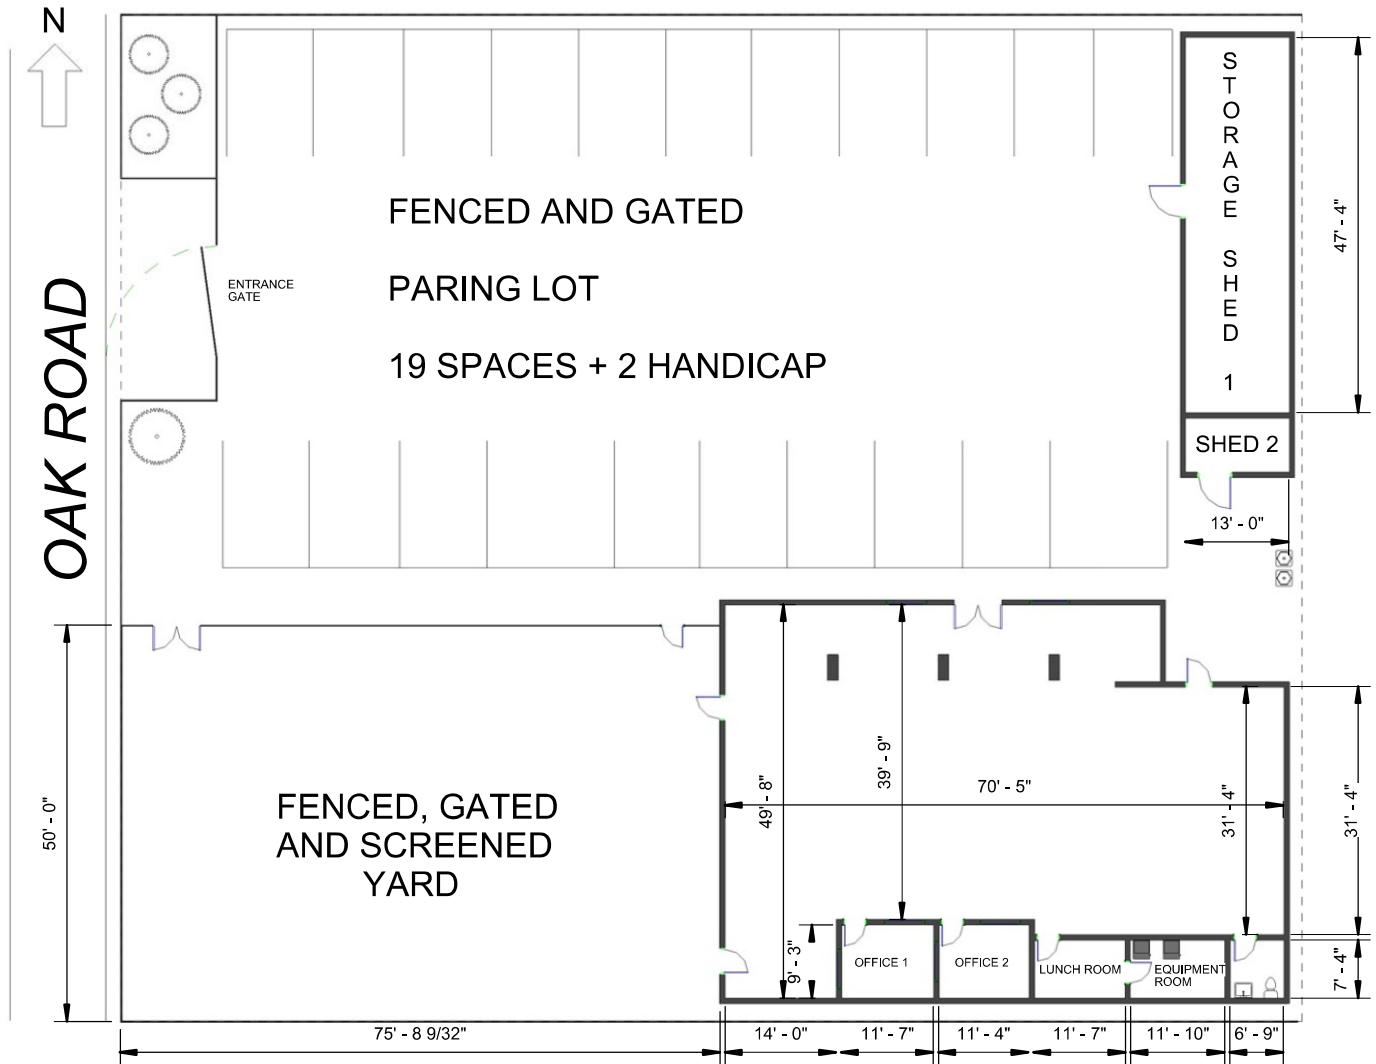 N
STORAGE SHED 1
FENCED AND GATED
PARING LOT
19 SPACES + 2 HANDICAP
ENTRANCE
GATE
OAK ROAD
47' - 4"
SHED 2
13' - 0"
50' - 0"
FENCED, GATED
AND SCREENED
YARD
49' - 8"
39' - 9"
70' - 5"
31' - 4"
31' - 4"
9' - 3"
OFFICE 1
OFFICE 2
LUNCH ROOM
EQUIPMENT
ROOM
7' - 4"
75' - 8 9/32"
14' - 0"
11' - 7"
11' - 4"
11' - 7"
11' - 10"
6' - 9"